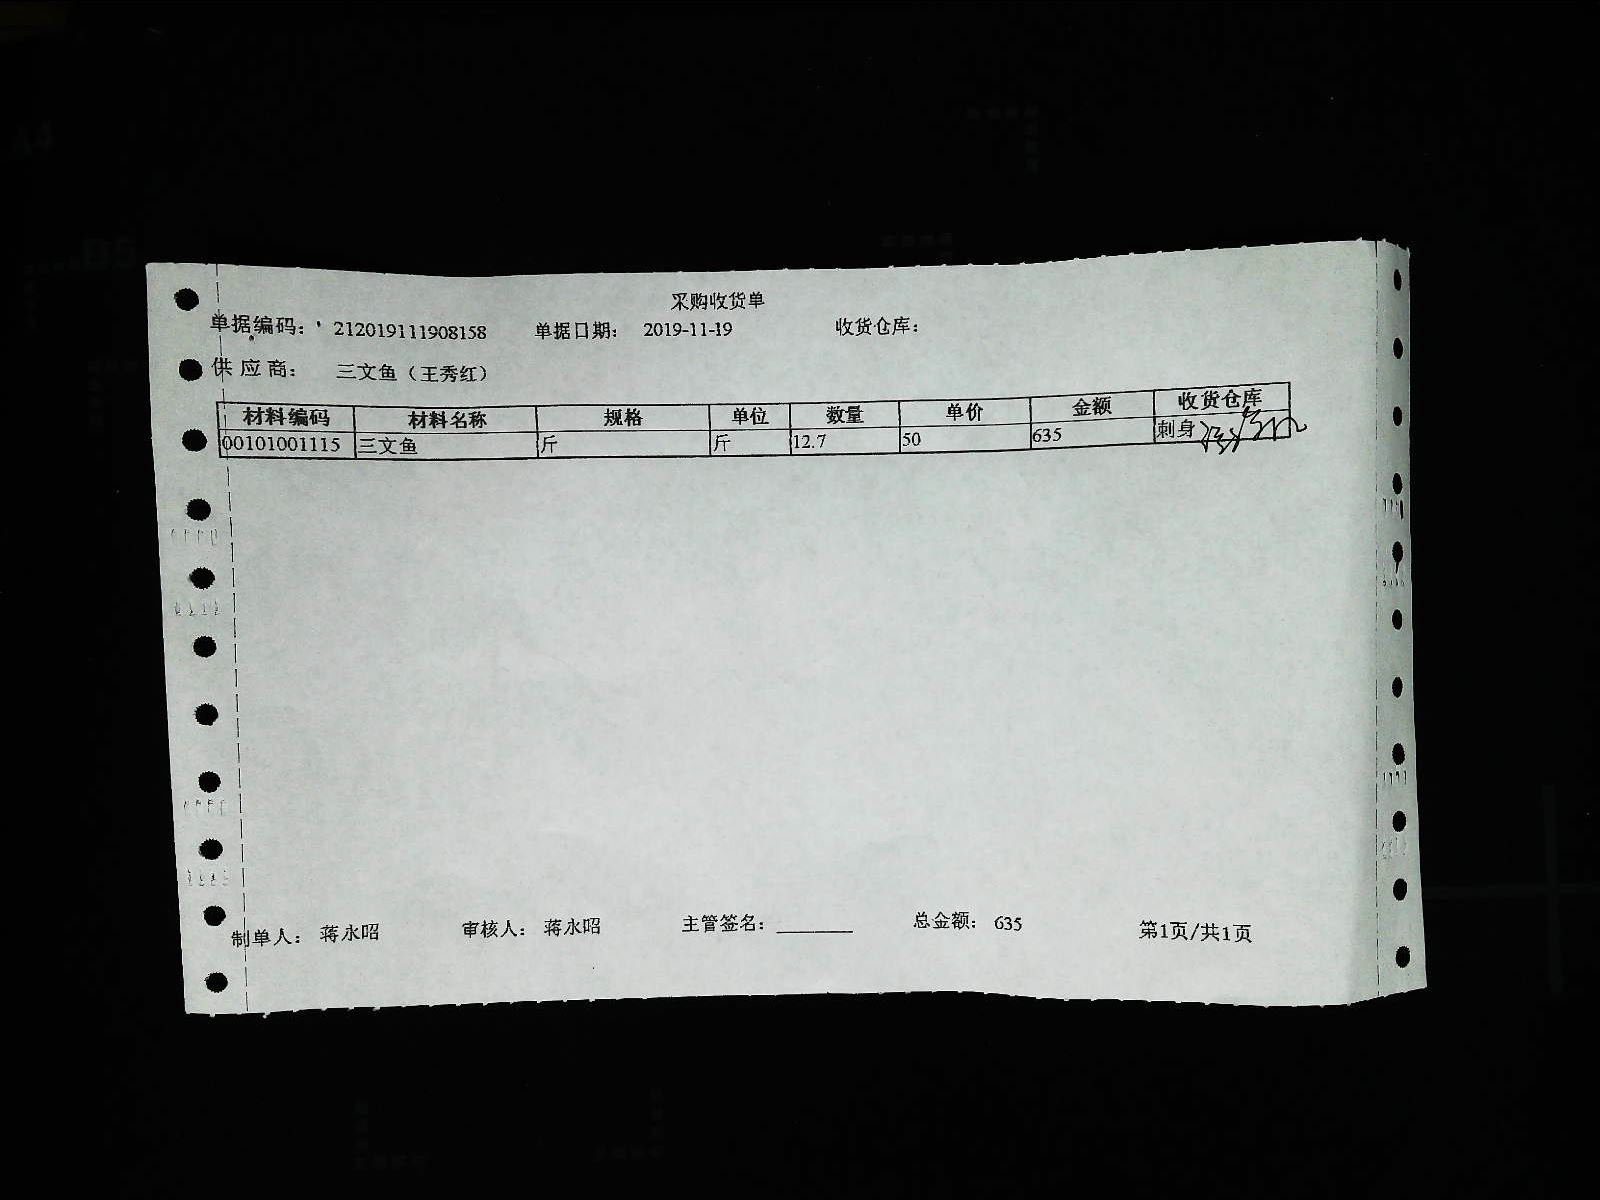 采购收货单
单据编码： 212019111908158 单据日期： 2019-11-19 收货仓库：
供 应 商： 三文鱼（王秀红）
材料编码 材料名称 规格 单位 数量 单价 金额 收货仓库
00101001115 三文鱼 斤 斤 12.7 50 635 刺身
制单人： 蒋永昭 审核人： 蒋永昭 主管签名：________ 总金额： 635 第1页/共1页